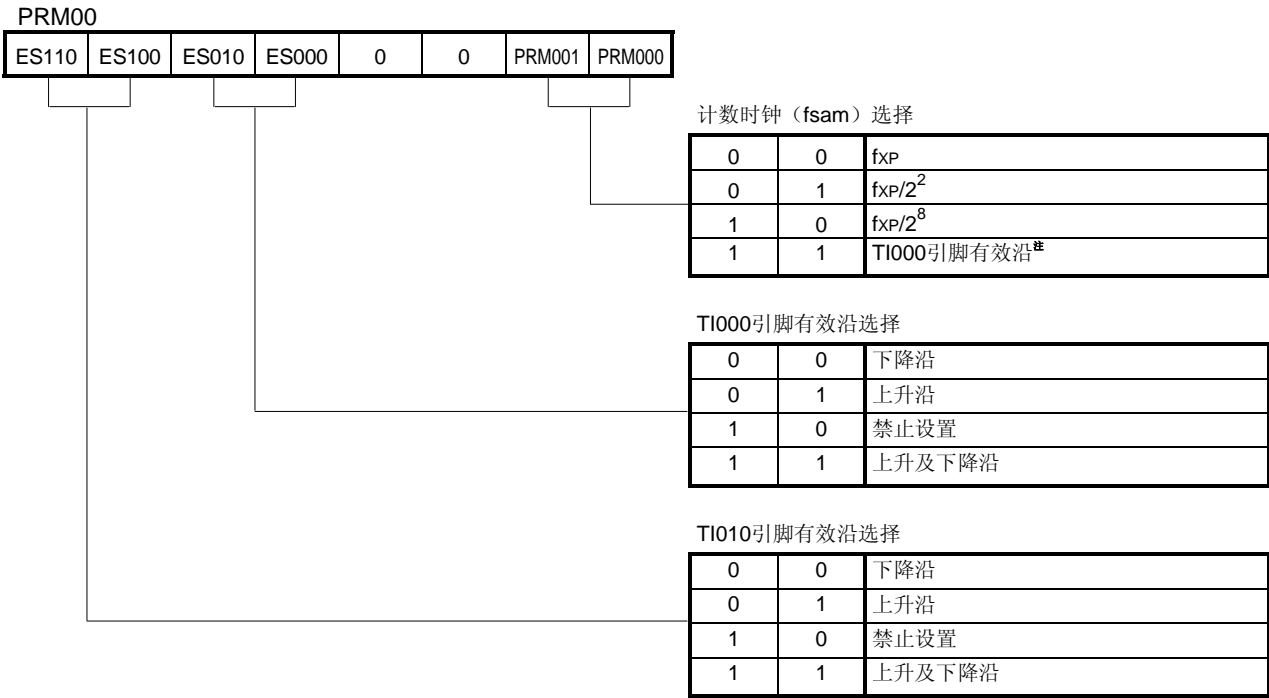 PRM00
ES110 ES100 ES010 ES000 0 0 PRM001 PRM000
计数时钟（fsam）选择
0 0 fXP
0 1 fXP/2²
1 0 fXP/2⁸
1 1 TI000引脚有效沿注
TI000引脚有效沿选择
0 0 下降沿
0 1 上升沿
1 0 禁止设置
1 1 上升及下降沿
TI010引脚有效沿选择
0 0 下降沿
0 1 上升沿
1 0 禁止设置
1 1 上升及下降沿